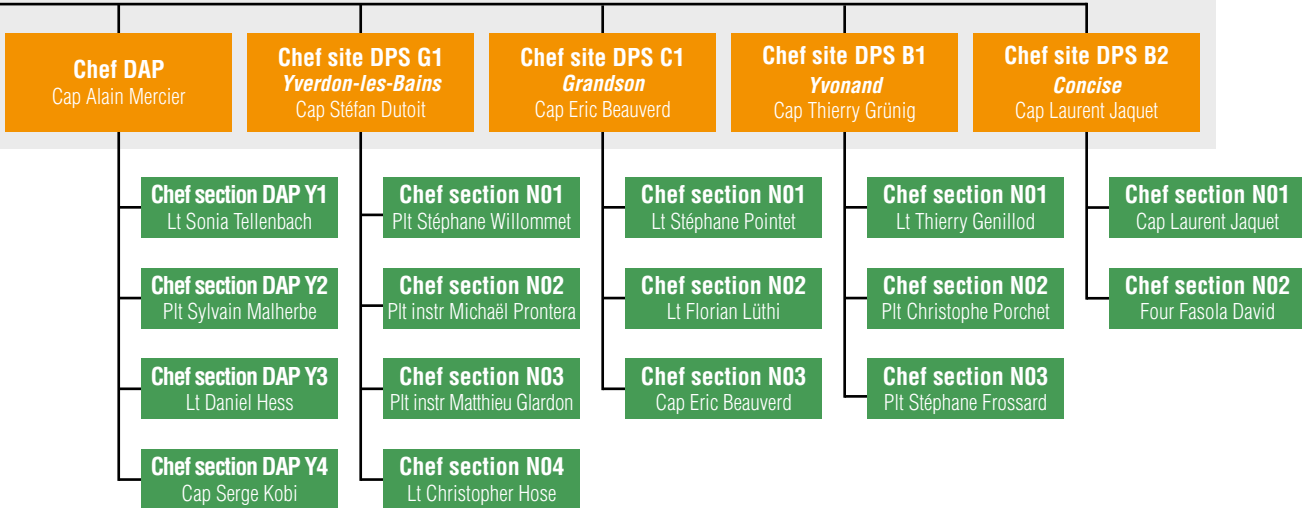 Chef DAP
Cap Alain Mercier
Chef site DPS G1
Yverdon-les-Bains
Cap Stéfan Dutoit
Chef site DPS C1
Grandson
Cap Eric Beauverd
Chef site DPS B1
Yvonand
Cap Thierry Grünig
Chef site DPS B2
Concise
Cap Laurent Jaquet
Chef section DAP Y1
Lt Sonia Tellenbach
Chef section DAP Y2
Plt Sylvain Malherbe
Chef section DAP Y3
Lt Daniel Hess
Chef section DAP Y4
Cap Serge Kobi
Chef section N01
Plt Stéphane Willommet
Chef section N02
Plt instr Michaël Prontera
Chef section N03
Plt instr Matthieu Glardon
Chef section N04
Lt Christopher Hose
Chef section N01
Lt Stéphane Pointet
Chef section N02
Lt Florian Lüthi
Chef section N03
Cap Eric Beauverd
Chef section N01
Lt Thierry Genillod
Chef section N02
Plt Christophe Porchet
Chef section N03
Plt Stéphane Frossard
Chef section N01
Cap Laurent Jaquet
Chef section N02
Four Fasola David